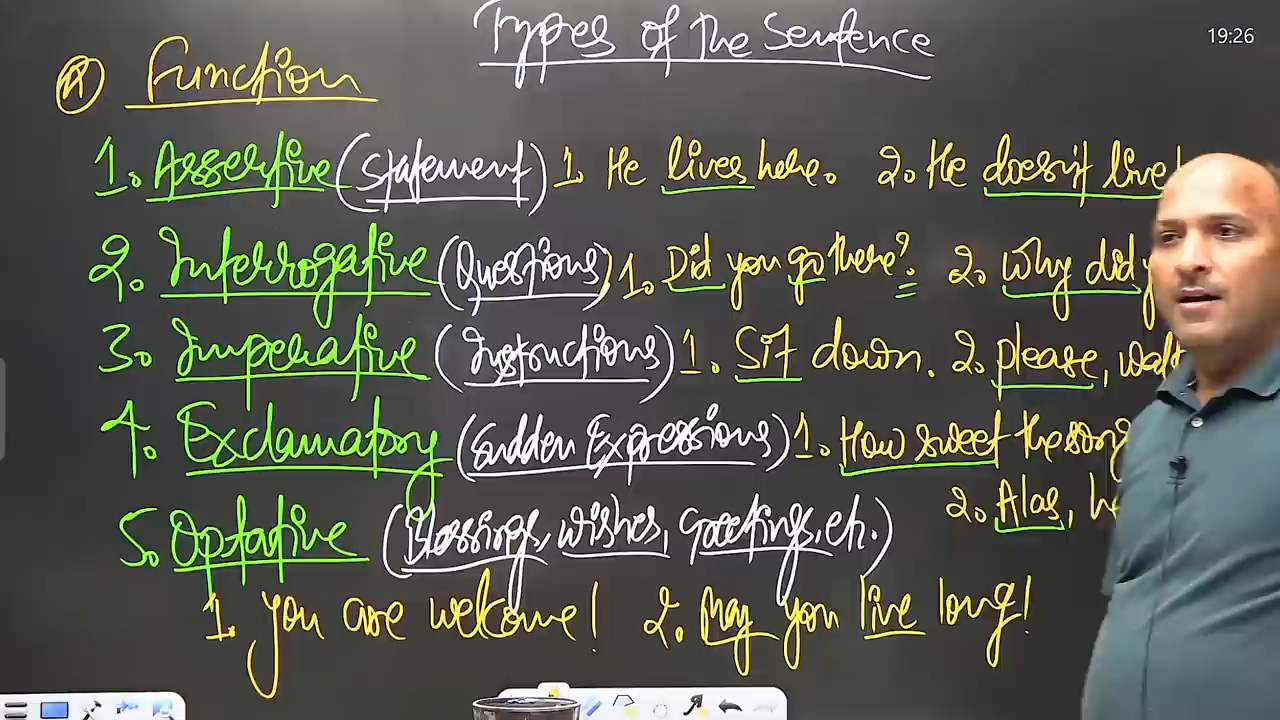 Types of the Sentence
19:26
(A) Function
1. Assertive (Statement) 1. He lives here. 2. He doesn't live
2. Interrogative (Questions) 1. Did you go there? 2. Why did
3. Imperative (Instructions) 1. Sit down. 2. please,
4. Exclamatory (Sudden Expressions) 1. How sweet the song
2. Alas, he
5. Optative (Blessings, wishes, Greetings, etc.)
1. You are welcome! 2. May you live long!